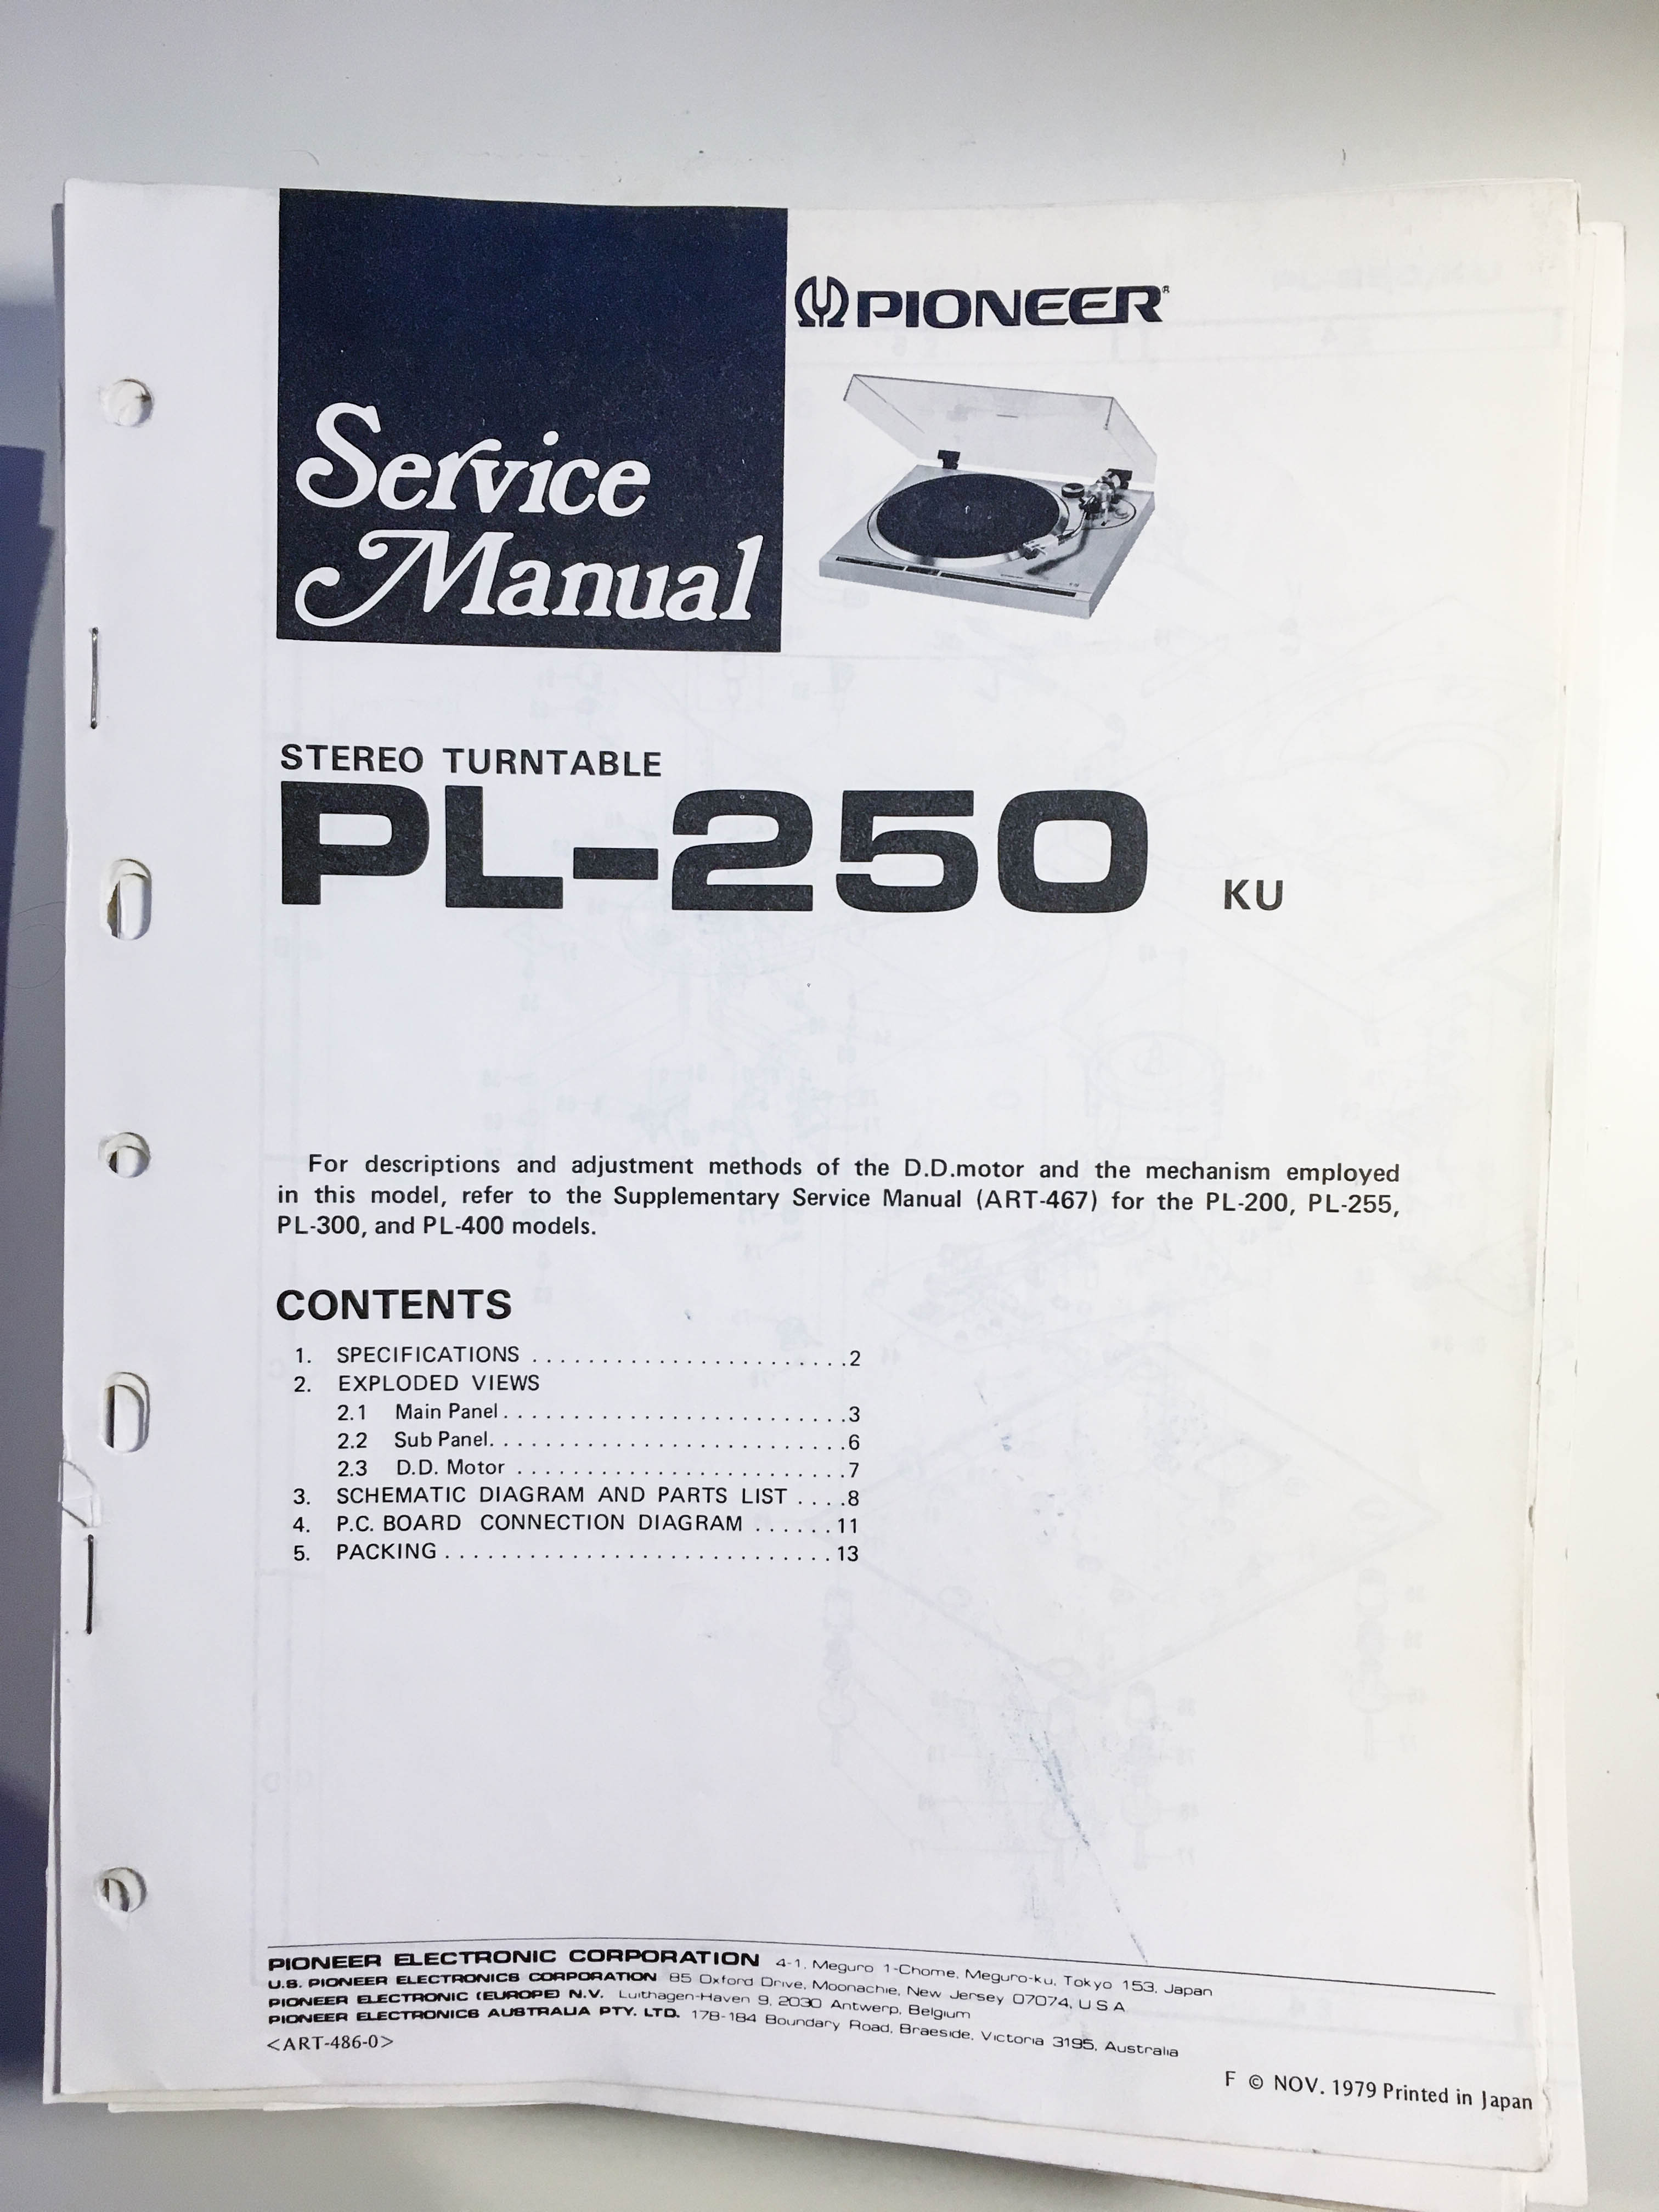 PIONEER®
Service
Manual
STEREO TURNTABLE
PL-250 KU
For descriptions and adjustment methods of the D.D.motor and the mechanism employed
in this model, refer to the Supplementary Service Manual (ART-467) for the PL-200, PL-255,
PL-300, and PL-400 models.
CONTENTS
1. SPECIFICATIONS . . . . . . . . . . . . . . . . . . . . . . .2
2. EXPLODED VIEWS
2.1 Main Panel. . . . . . . . . . . . . . . . . . . . . . . . .3
2.2 Sub Panel. . . . . . . . . . . . . . . . . . . . . . . . . .6
2.3 D.D. Motor . . . . . . . . . . . . . . . . . . . . . . . .7
3. SCHEMATIC DIAGRAM AND PARTS LIST . . . .8
4. P.C. BOARD CONNECTION DIAGRAM . . . . . . 11
5. PACKING . . . . . . . . . . . . . . . . . . . . . . . . . . . . 13
PIONEER ELECTRONIC CORPORATION 4-1, Meguro 1-Chome, Meguro-ku, Tokyo 153, Japan
U.S. PIONEER ELECTRONICS CORPORATION 85 Oxford Drive, Moonachie, New Jersey 07074, U S A
PIONEER ELECTRONIC (EUROPE) N.V. Luithagen-Haven 9, 2030 Antwerp, Belgium
PIONEER ELECTRONICS AUSTRALIA PTY. LTD. 178-184 Boundary Road, Braeside, Victoria 3195, Australia
<ART-486-0>
F © NOV. 1979 Printed in Japan